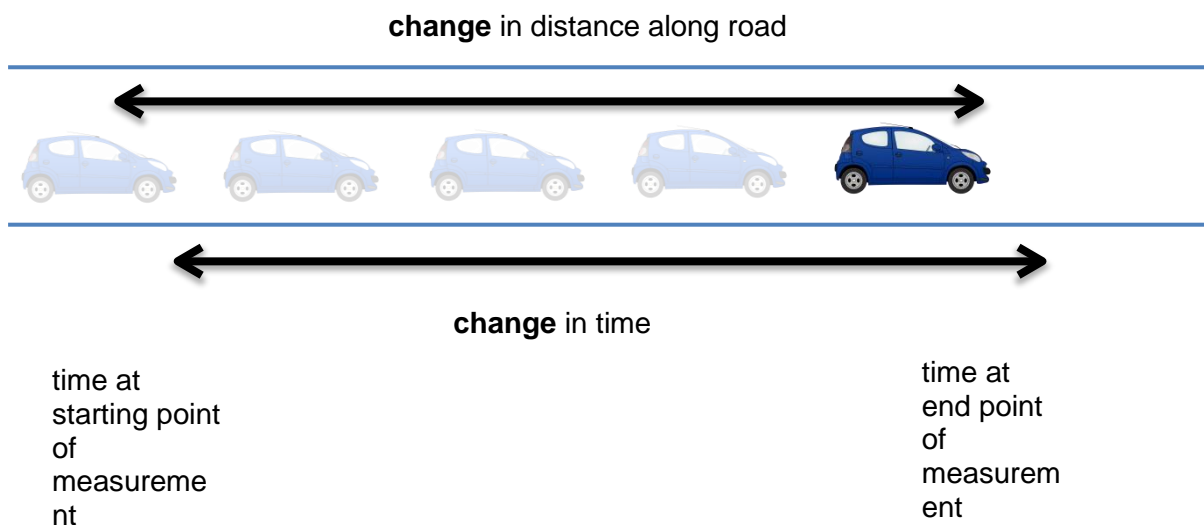 change in distance along road
change in time
time at
starting point
of
measureme
nt
time at
end point
of
measurem
ent